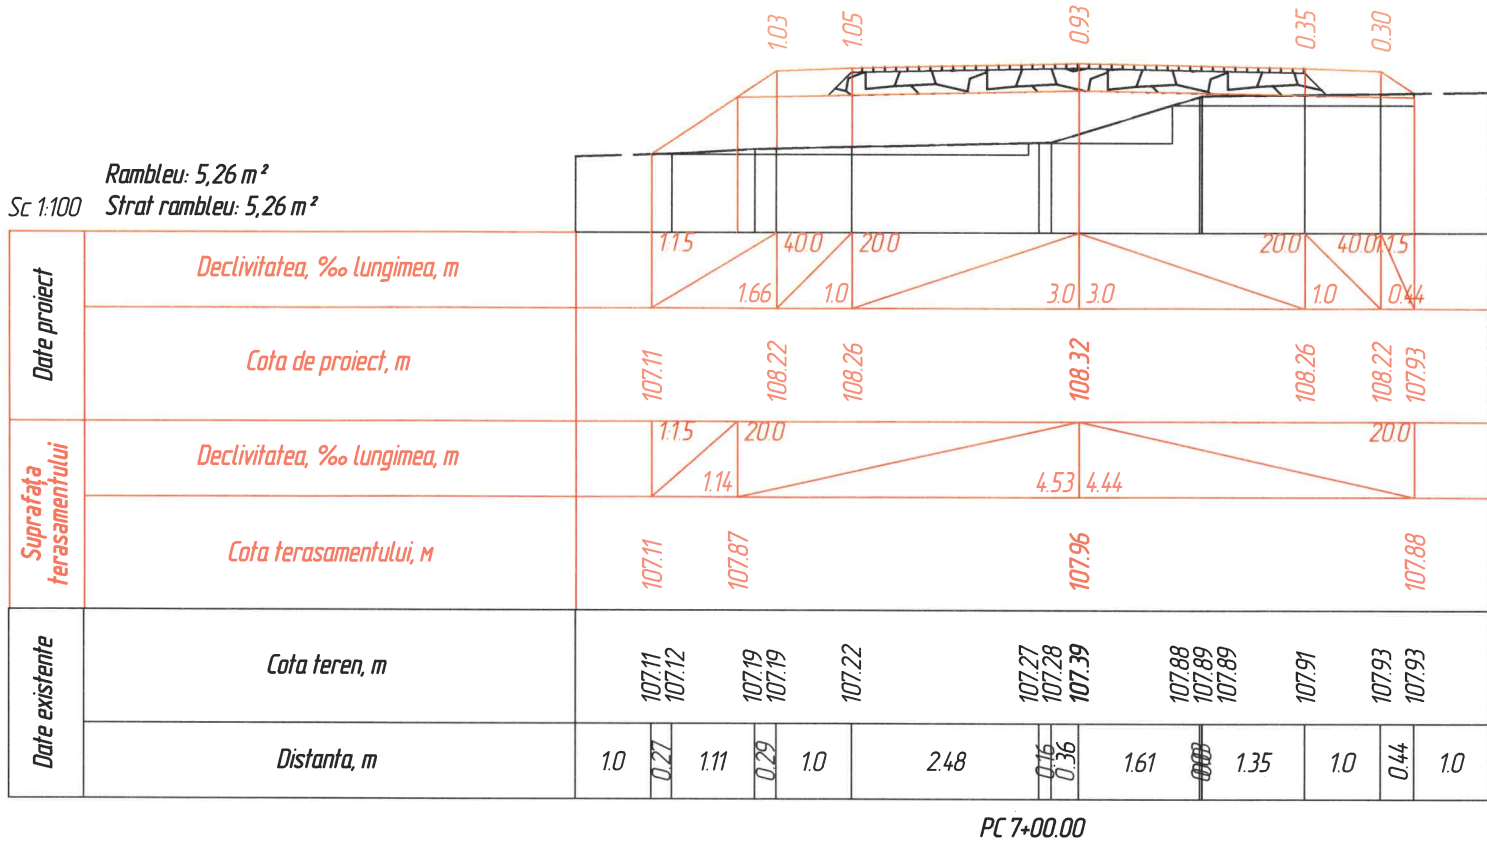 1.03 1.05 0.93 0.35 0.30
Rambleu: 5,26 m²
Sc 1:100 Strat rambleu: 5,26 m²
Date proiect
Declivitatea, ‰ lungimea, m
1:1.5 40.0 20.0 20.0 40.0 1:1.5
1.66 1.0 3.0 3.0 1.0 0.44
Cota de proiect, m
107.11 108.22 108.26 108.32 108.26 108.22 107.93
Suprafața terasamentului
Declivitatea, ‰ lungimea, m
1:1.5 20.0 20.0
1.14 4.53 4.44
Cota terasamentului, м
107.11 107.87 107.96 107.88
Date existente
Cota teren, m
107.11 107.12 107.19 107.19 107.22 107.27 107.28 107.39 107.88 107.89 107.89 107.91 107.93 107.93
Distanta, m
1.0 0.27 1.11 0.29 1.0 2.48 0.16 0.36 1.61 1.35 1.0 0.44 1.0
PC 7+00.00